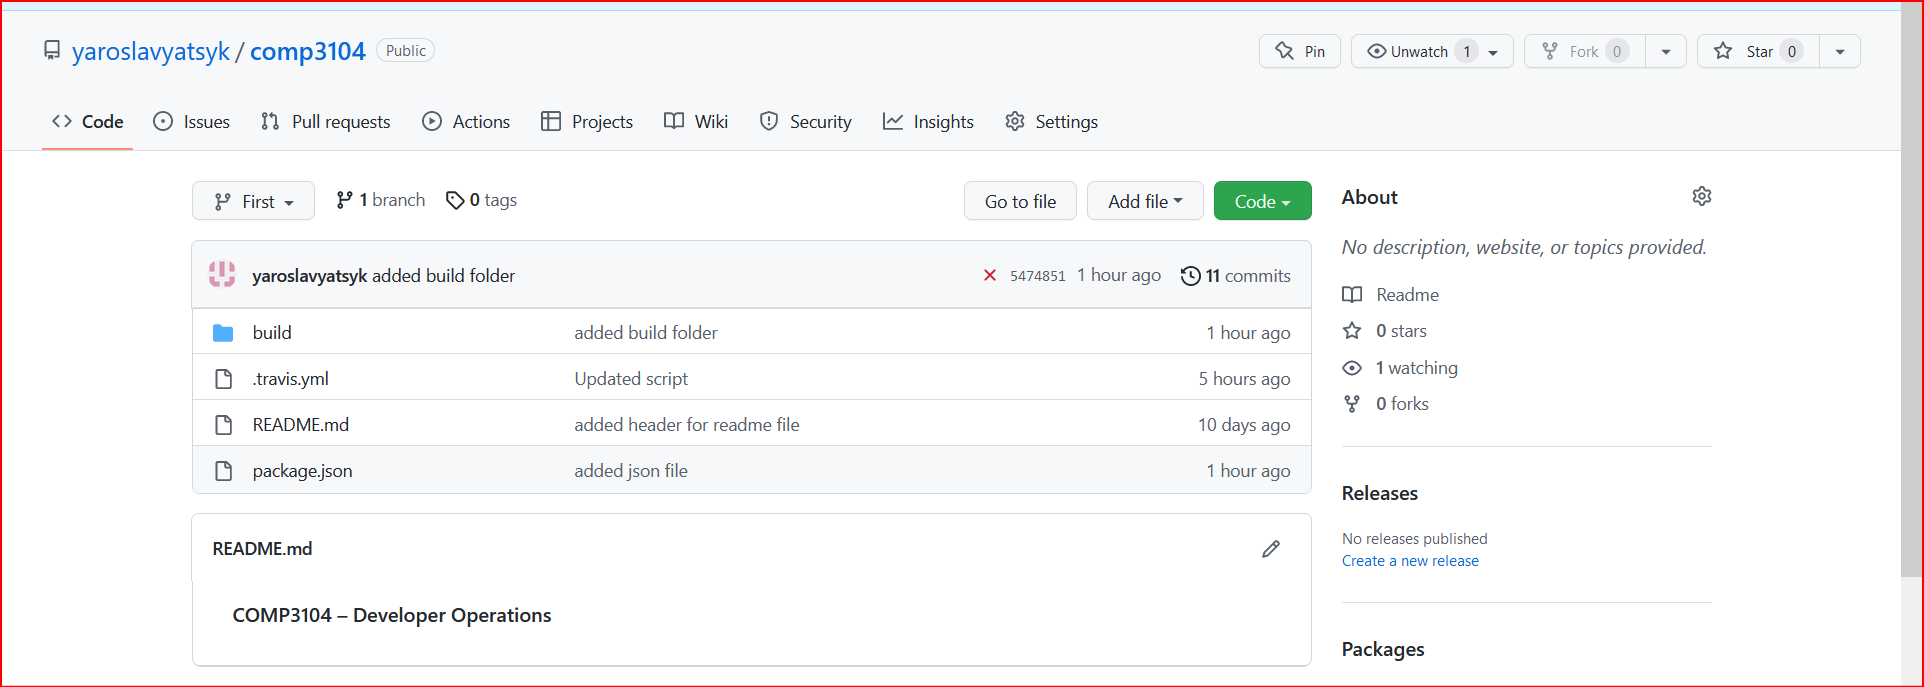 yaroslavyatsyk / comp3104 Public
Pin
Unwatch 1
Fork 0
Star 0
Code
Issues
Pull requests
Actions
Projects
Wiki
Security
Insights
Settings
First
1 branch
0 tags
Go to file
Add file
Code
yaroslavyatsyk added build folder
5474851 1 hour ago
11 commits
build added build folder 1 hour ago
.travis.yml Updated script 5 hours ago
README.md added header for readme file 10 days ago
package.json added json file 1 hour ago
README.md
COMP3104 – Developer Operations
About
No description, website, or topics provided.
Readme
0 stars
1 watching
0 forks
Releases
No releases published
Create a new release
Packages